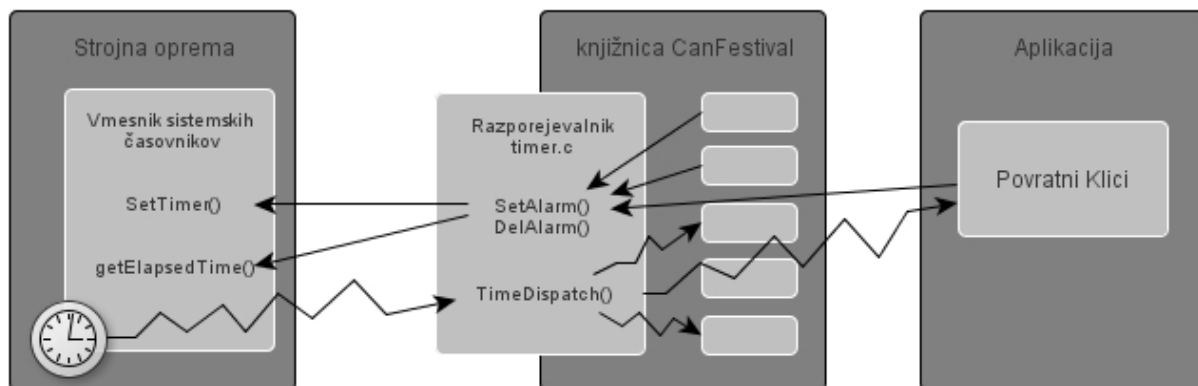 Strojna oprema
Vmesnik sistemskih
časovnikov
SetTimer()
getElapsedTime()
Razporejevalnik
timer.c
SetAlarm()
DelAlarm()
TimeDispatch()
knjižnica CanFestival
Aplikacija
Povratni Klici